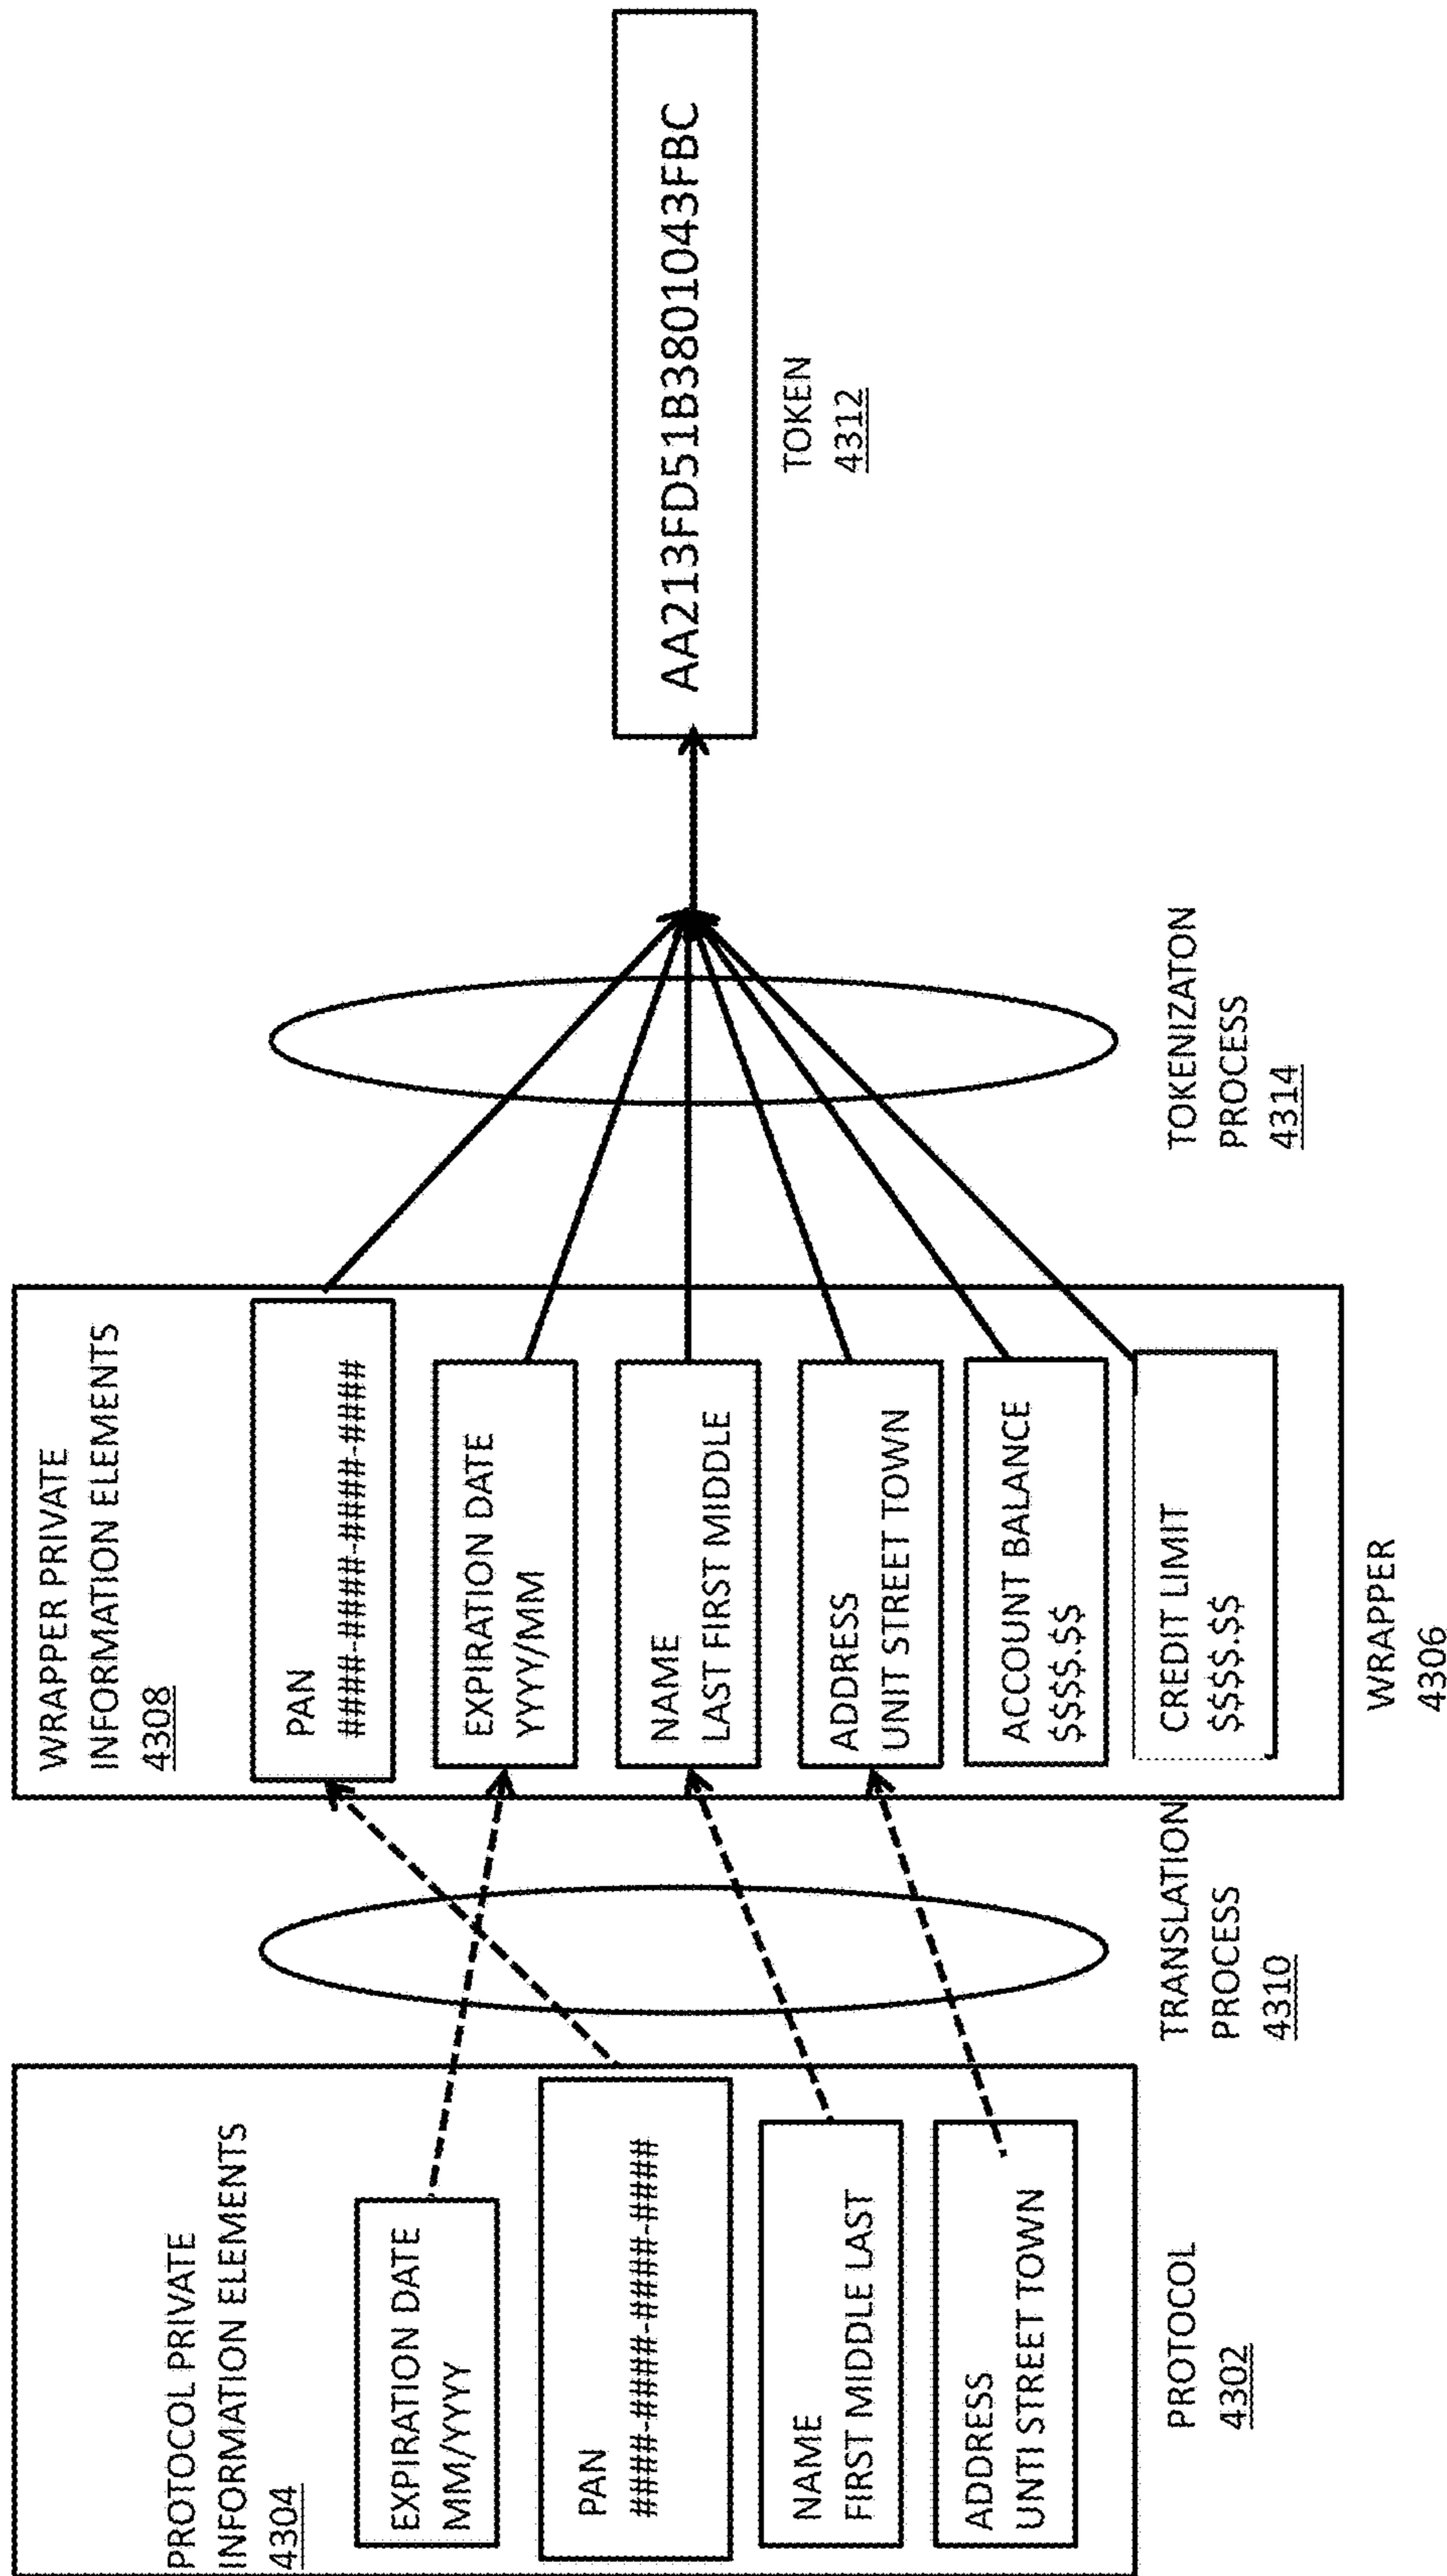 PROTOCOL PRIVATE
INFORMATION ELEMENTS
4304
EXPIRATION DATE
MM/YYYY
PAN
####-####-####-####
NAME
FIRST MIDDLE LAST
ADDRESS
UNTI STREET TOWN
PROTOCOL
4302
TRANSLATION
PROCESS
4310
WRAPPER PRIVATE
INFORMATION ELEMENTS
4308
PAN
####-####-####-####
EXPIRATION DATE
YYYY/MM
NAME
LAST FIRST MIDDLE
ADDRESS
UNIT STREET TOWN
ACCOUNT BALANCE
$$$$.$$
CREDIT LIMIT
$$$$.$$
WRAPPER
4306
TOKENIZATON
PROCESS
4314
AA213FD51B3801043FBC
TOKEN
4312